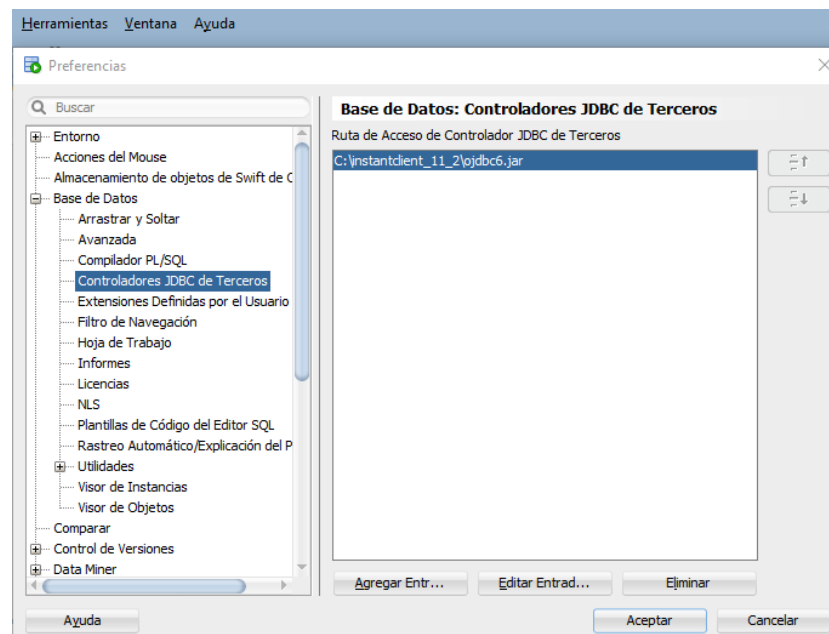 Herramientas Ventana Ayuda
Preferencias
Buscar
Entorno
Acciones del Mouse
Almacenamiento de objetos de Swift de C
Base de Datos
Arrastrar y Soltar
Avanzada
Compilador PL/SQL
Controladores JDBC de Terceros
Extensiones Definidas por el Usuario
Filtro de Navegación
Hoja de Trabajo
Informes
Licencias
NLS
Plantillas de Código del Editor SQL
Rastreo Automático/Explicación del P
Utilidades
Visor de Instancias
Visor de Objetos
Comparar
Control de Versiones
Data Miner
Base de Datos: Controladores JDBC de Terceros
Ruta de Acceso de Controlador JDBC de Terceros
C:\instantclient_11_2\ojdbc6.jar
Agregar Entr... Editar Entrad... Eliminar
Ayuda Aceptar Cancelar